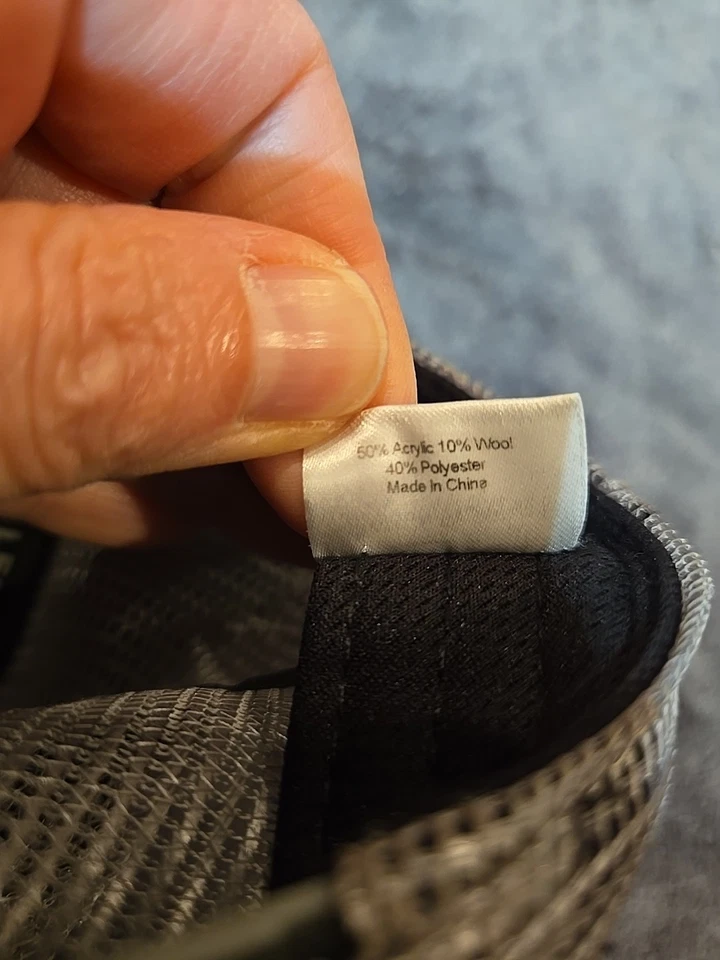 50% Acrylic 10% Wool
40% Polyester
Made In China